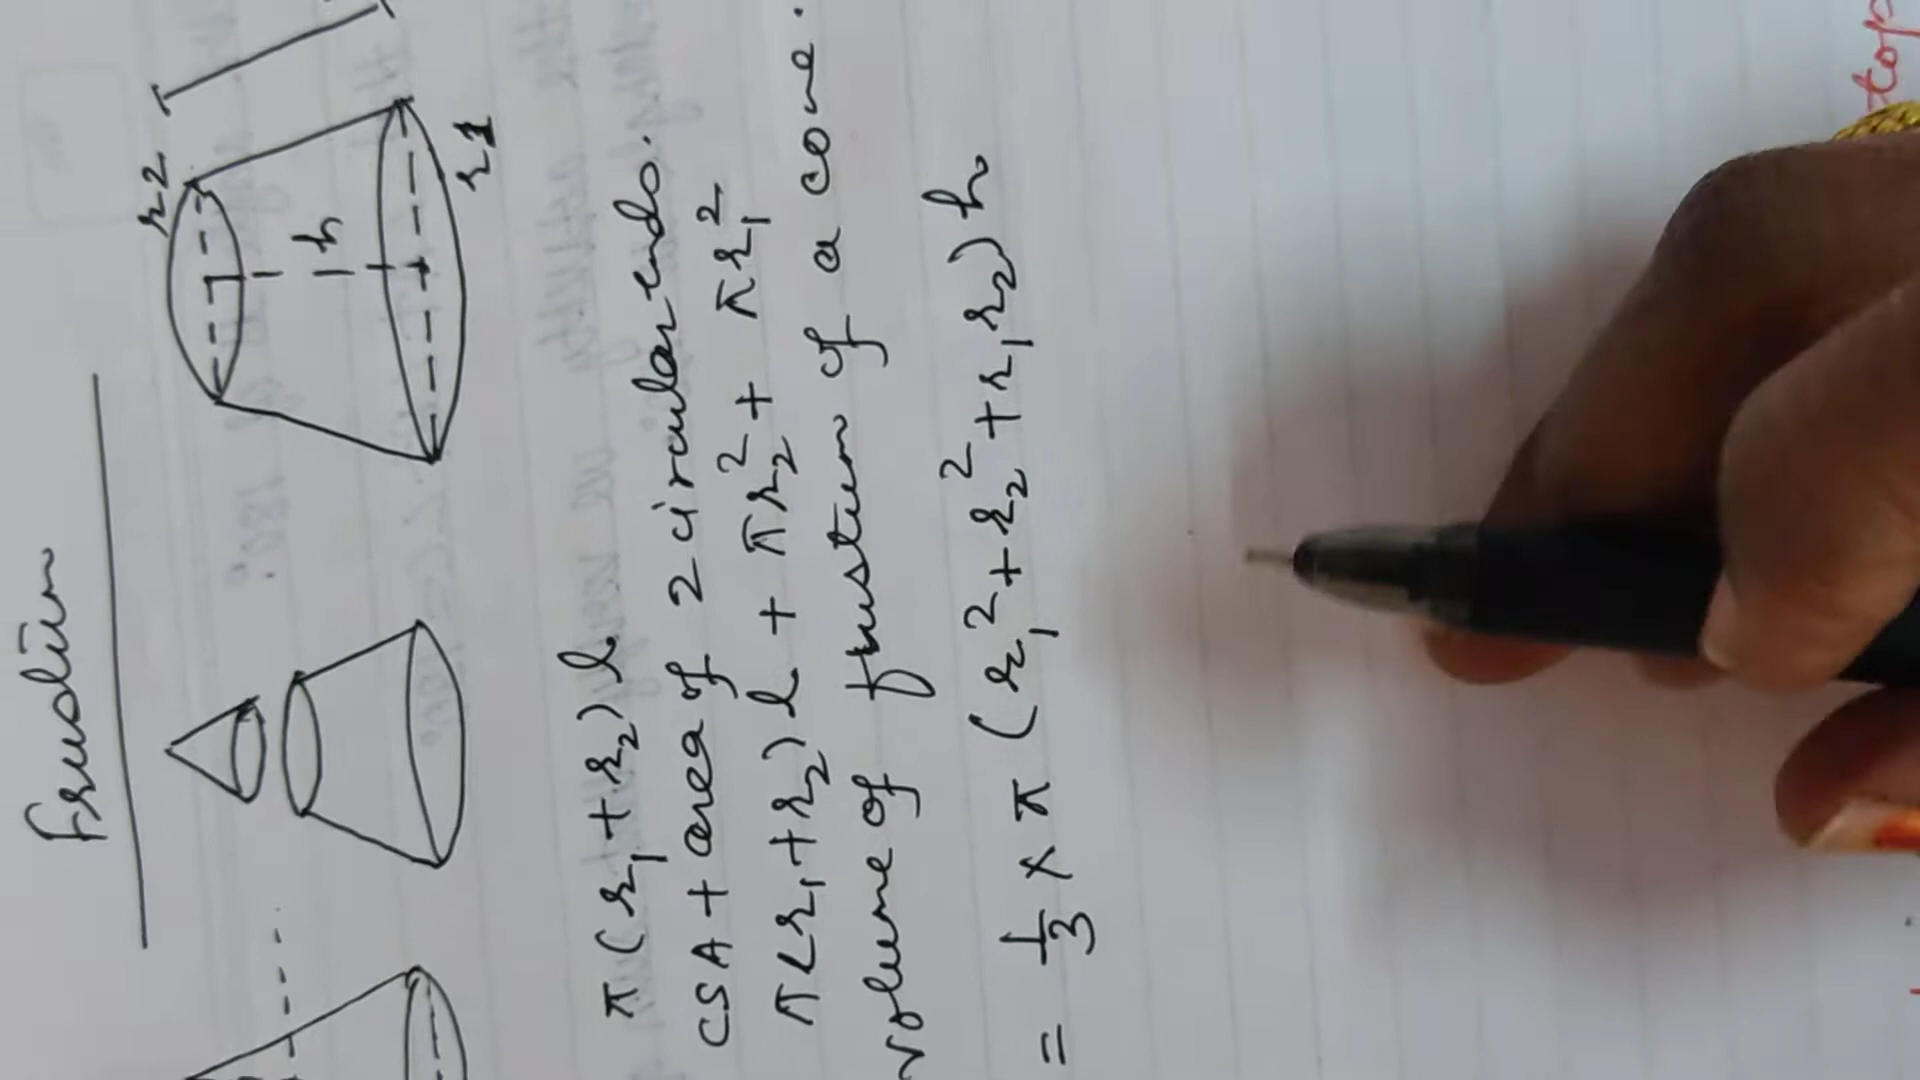 Frustum
r2
h
r1
π(r₁+r₂)l
CSA + area of 2 circular ends.
π(r₁+r₂)l + πr₂² + πr₁²
volume of frustum of a cone.
= 1/3 × π (r₁²+r₂²+r₁r₂)h
top